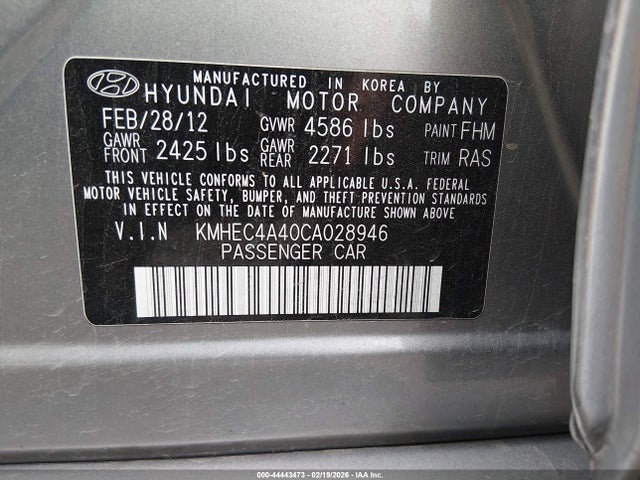 MANUFACTURED IN KOREA BY
HYUNDAI MOTOR COMPANY
FEB/28/12 GVWR 4586 lbs PAINT FHM
GAWR FRONT 2425 lbs GAWR REAR 2271 lbs TRIM RAS
THIS VEHICLE CONFORMS TO ALL APPLICABLE U.S.A. FEDERAL
MOTOR VEHICLE SAFETY, BUMPER, AND THEFT PREVENTION STANDARDS
IN EFFECT ON THE DATE OF MANUFACTURE SHOWN ABOVE
V.I.N KMHEC4A40CA028946
PASSENGER CAR
000 - 44443473 - 02/19/2026 - COPYRIGHT IAA, INC.